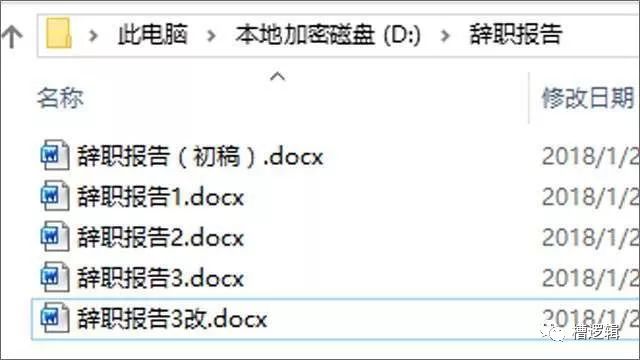 此电脑 > 本地加密磁盘 (D:) > 辞职报告
名称 修改日期
辞职报告（初稿）.docx 2018/1/2
辞职报告1.docx 2018/1/2
辞职报告2.docx 2018/1/2
辞职报告3.docx 2018/1/2
辞职报告3改.docx 2018/1/2
槽逻辑